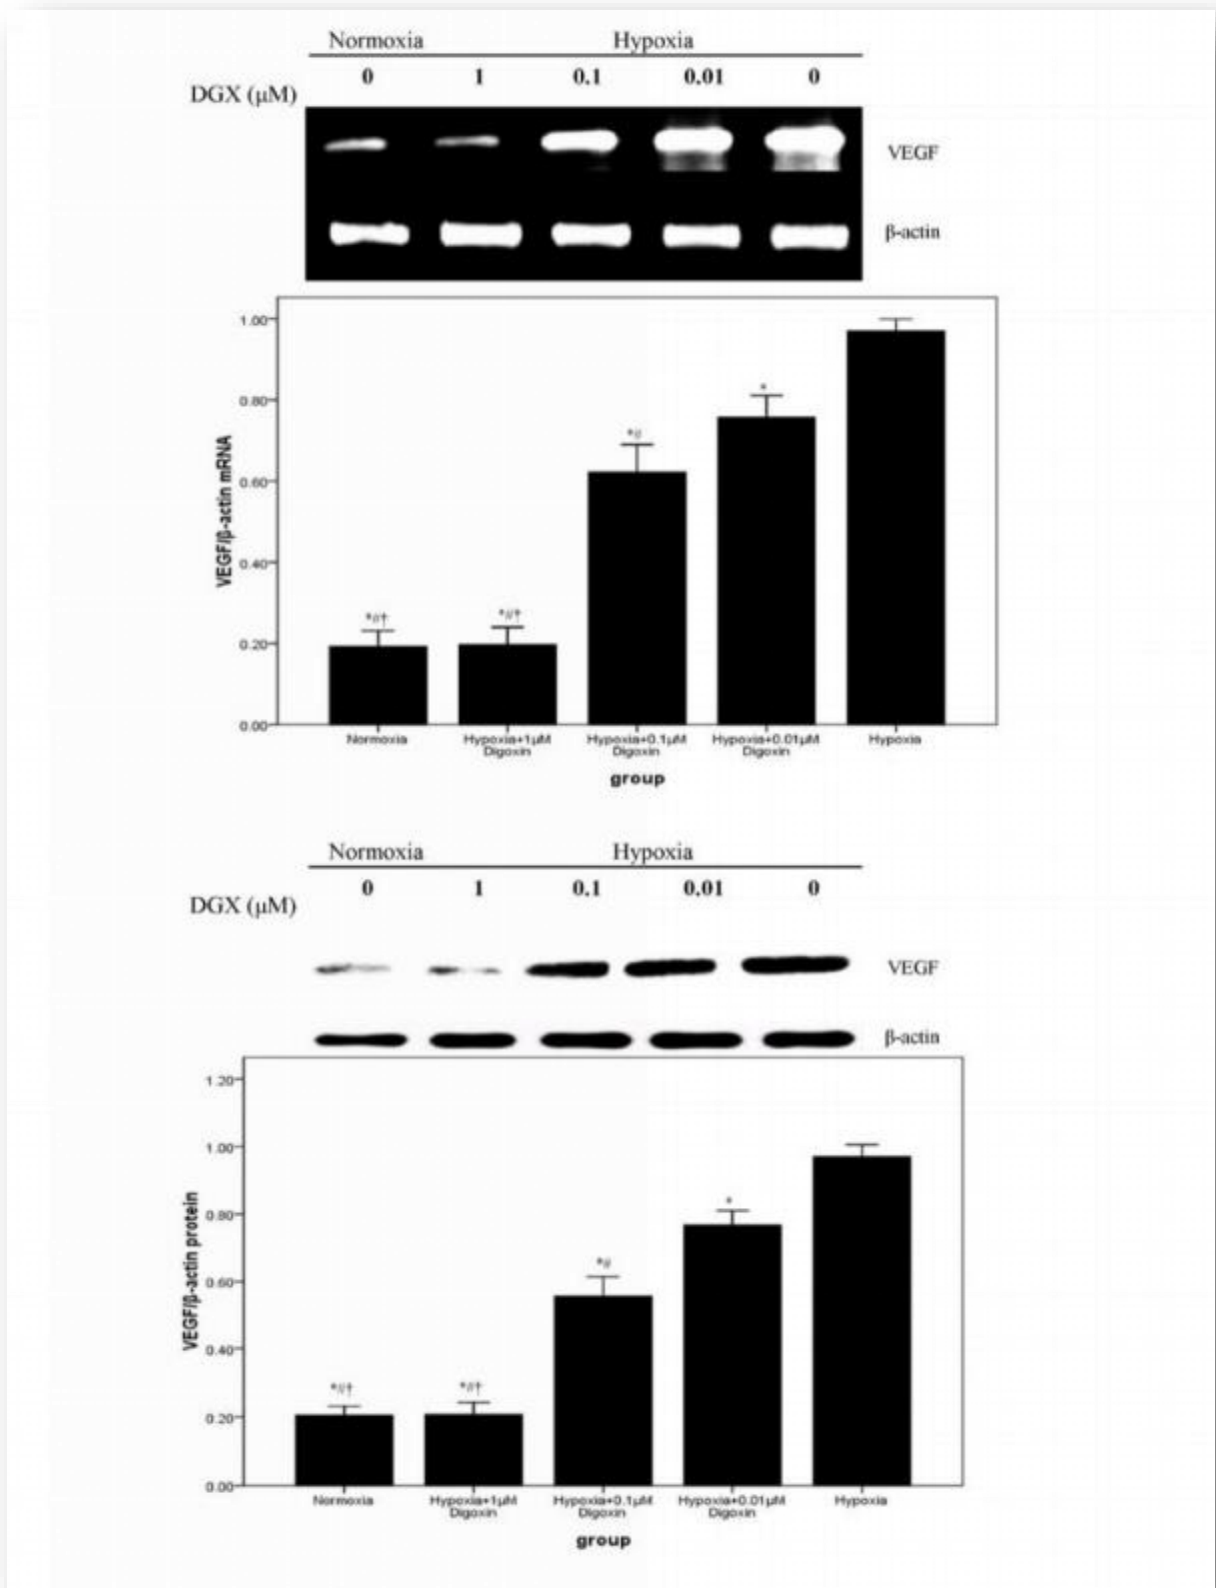 Normoxia Hypoxia
0 1 0.1 0.01 0
DGX (μM)
VEGF
β-actin
1.00
0.80
0.60
0.40
0.20
0.00
VEGF/β-actin mRNA
*#†
*#†
*#
*
Normoxia
Hypoxia+1μM
Digoxin
Hypoxia+0.1μM
Digoxin
Hypoxia+0.01μM
Digoxin
Hypoxia
group
Normoxia Hypoxia
0 1 0.1 0.01 0
DGX (μM)
VEGF
β-actin
1.20
1.00
0.80
0.60
0.40
0.20
0.00
VEGF/β-actin protein
*#†
*#†
*#
*
Normoxia
Hypoxia+1μM
Digoxin
Hypoxia+0.1μM
Digoxin
Hypoxia+0.01μM
Digoxin
Hypoxia
group